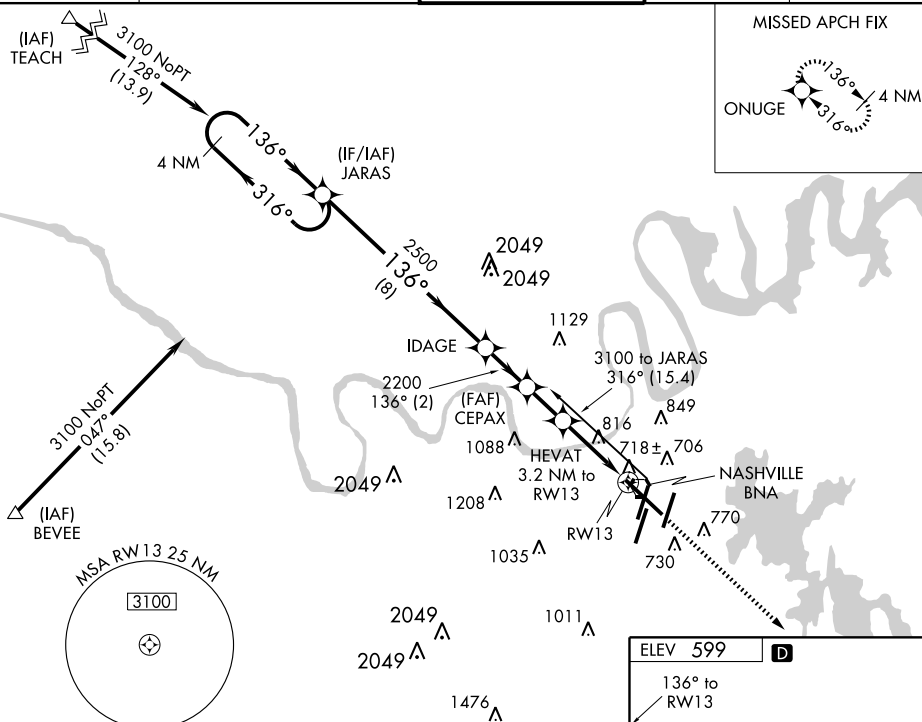 MISSED APCH FIX
136°
4 NM
ONUGE
316°
(IAF)
TEACH
3100 NoPT
128°
(13.9)
4 NM
136°
316°
(IF/IAF)
JARAS
2500
136°
(8)
2049
2049
1129
IDAGE
3100 to JARAS
316° (15.4)
2200
136° (2)
(FAF)
CEPAX
849
816
1088
718±
706
HEVAT
3.2 NM to
RW13
NASHVILLE
BNA
3100 NoPT
047°
(15.8)
2049
1208
(IAF)
BEVEE
RW13
770
730
1035
MSA RW13 25 NM
3100
2049
1011
2049
1476
ELEV 599
D
136° to
RW13